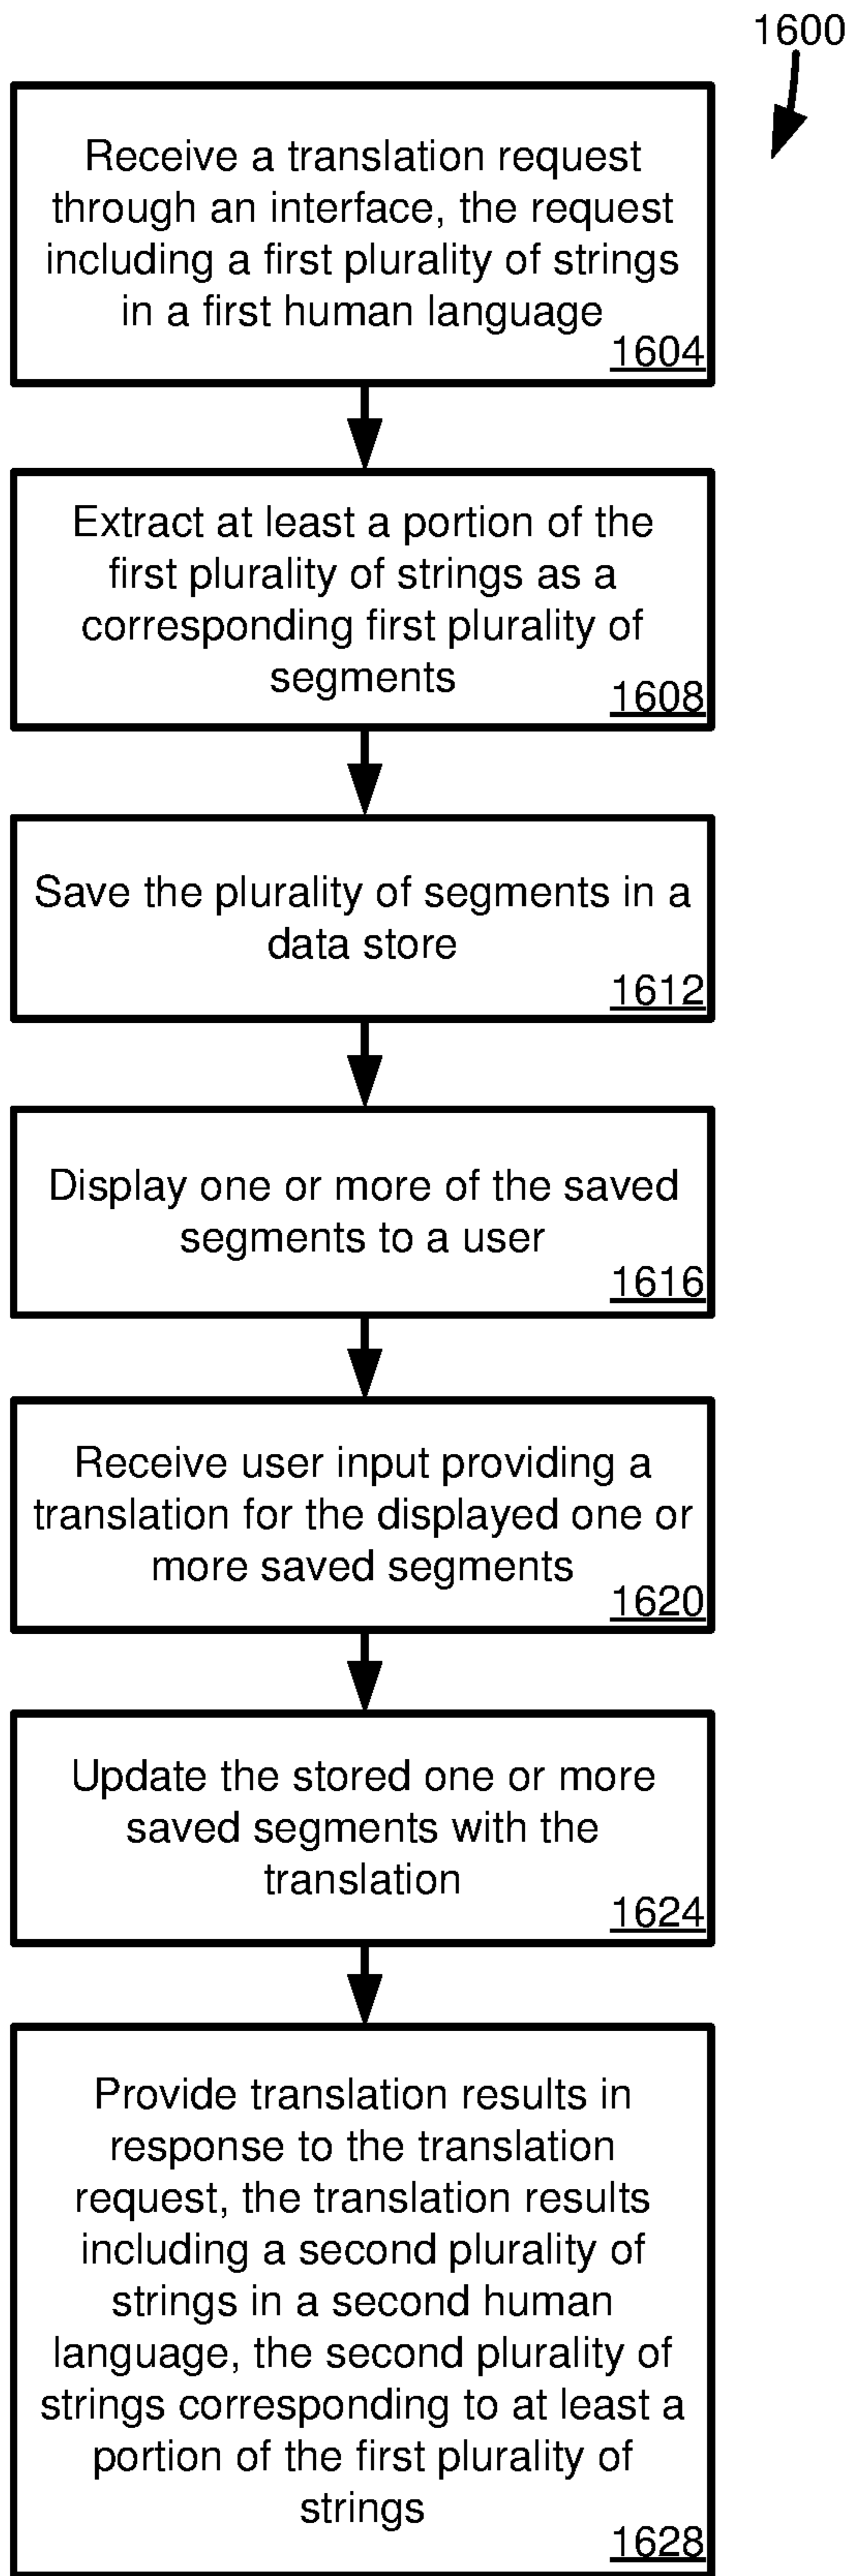 1600
Receive a translation request
through an interface, the request
including a first plurality of strings
in a first human language
1604
Extract at least a portion of the
first plurality of strings as a
corresponding first plurality of
segments
1608
Save the plurality of segments in a
data store
1612
Display one or more of the saved
segments to a user
1616
Receive user input providing a
translation for the displayed one or
more saved segments
1620
Update the stored one or more
saved segments with the
translation
1624
Provide translation results in
response to the translation
request, the translation results
including a second plurality of
strings in a second human
language, the second plurality of
strings corresponding to at least a
portion of the first plurality of
strings
1628